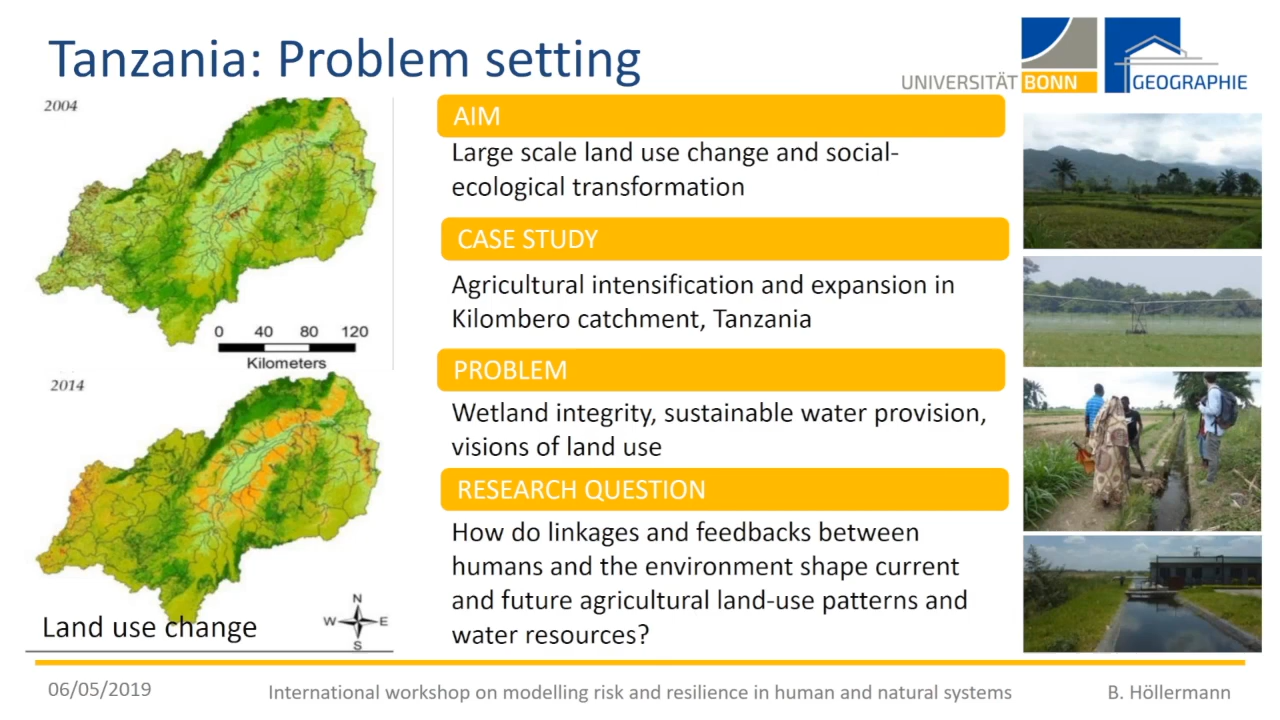 Tanzania: Problem setting
UNIVERSITÄT BONN
GEOGRAPHIE
2004
0 40 80 120
Kilometers
2014
N
W E
S
Land use change
AIM
Large scale land use change and social-
ecological transformation
CASE STUDY
Agricultural intensification and expansion in
Kilombero catchment, Tanzania
PROBLEM
Wetland integrity, sustainable water provision,
visions of land use
RESEARCH QUESTION
How do linkages and feedbacks between
humans and the environment shape current
and future agricultural land-use patterns and
water resources?
06/05/2019
International workshop on modelling risk and resilience in human and natural systems
B. Höllermann